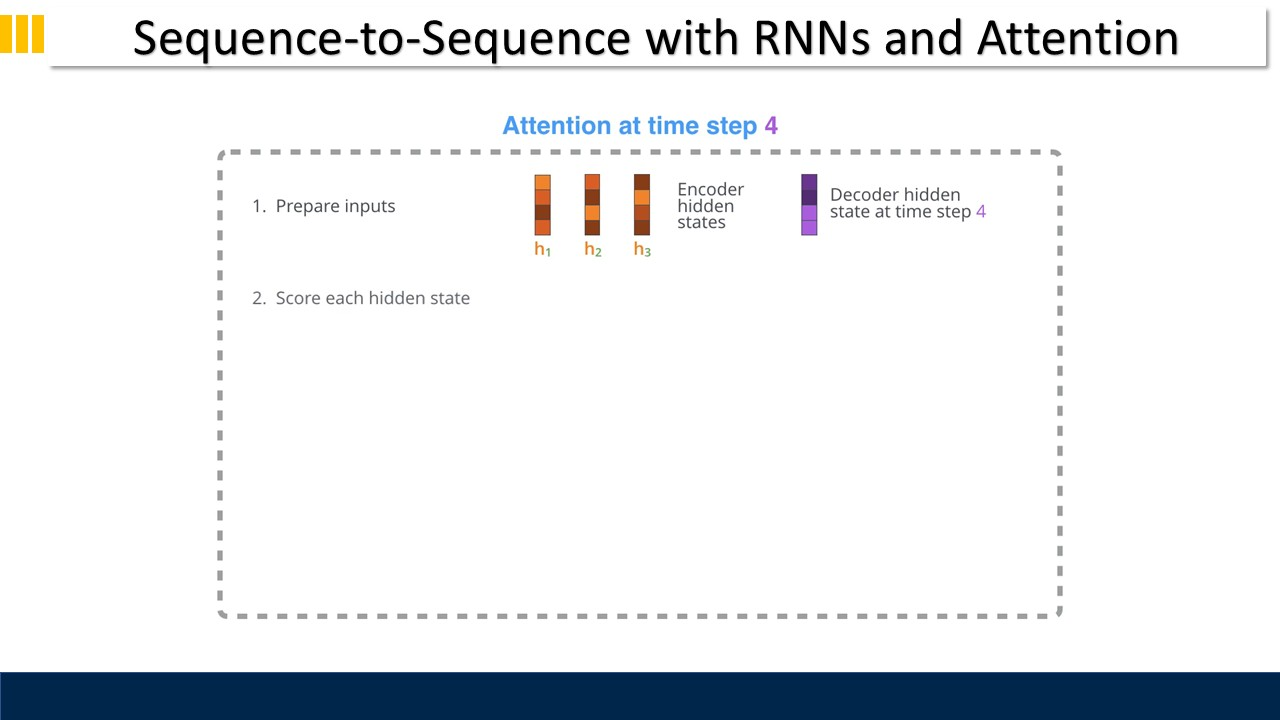 Sequence-to-Sequence with RNNs and Attention
Attention at time step 4
1. Prepare inputs
Encoder
hidden
states
Decoder hidden
state at time step 4
h₁ h₂ h₃
2. Score each hidden state